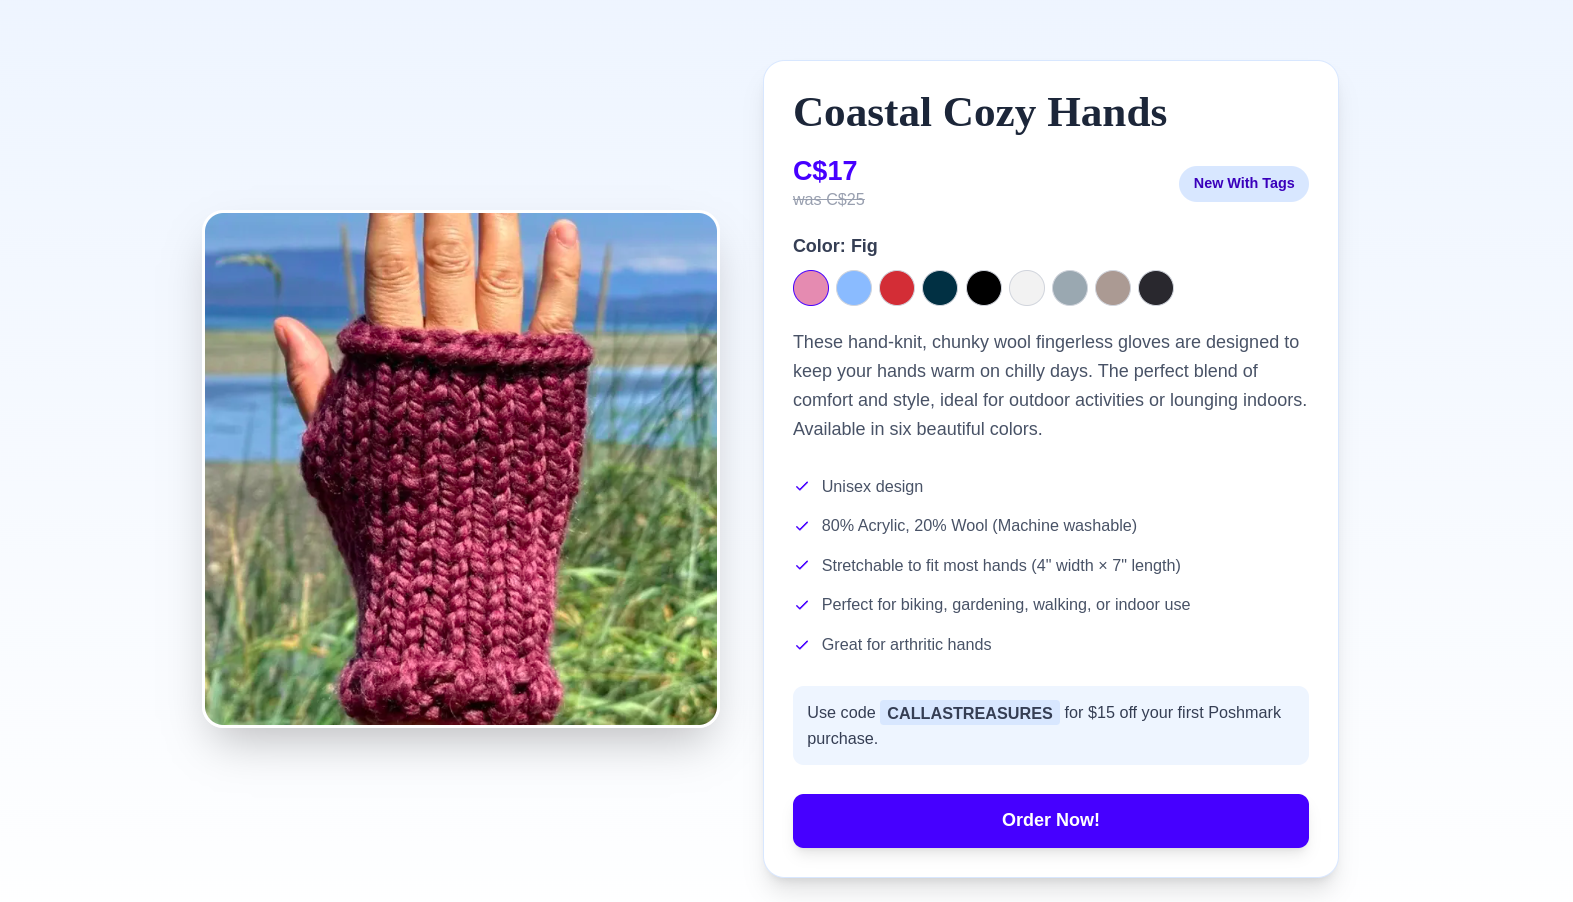 Coastal Cozy Hands
C$17
was C$25
New With Tags
Color: Fig
These hand-knit, chunky wool fingerless gloves are designed to
keep your hands warm on chilly days. The perfect blend of
comfort and style, ideal for outdoor activities or lounging indoors.
Available in six beautiful colors.
Unisex design
80% Acrylic, 20% Wool (Machine washable)
Stretchable to fit most hands (4" width × 7" length)
Perfect for biking, gardening, walking, or indoor use
Great for arthritic hands
Use code CALLASTREASURES for $15 off your first Poshmark
purchase.
Order Now!